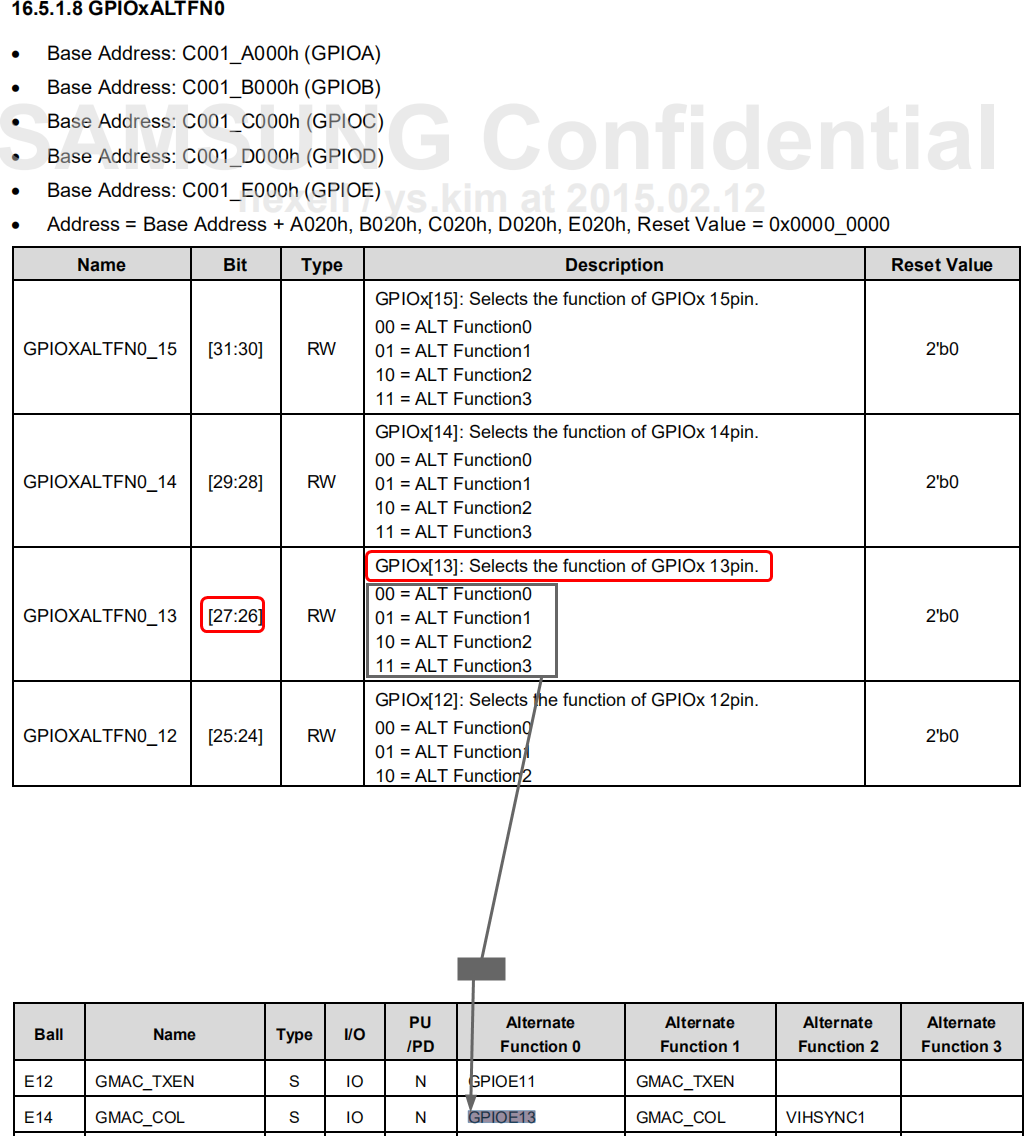 16.5.1.8 GPIOxALTFN0
• Base Address: C001_A000h (GPIOA)
• Base Address: C001_B000h (GPIOB)
SAMSUNG Confidential
• Base Address: C001_C000h (GPIOC)
• Base Address: C001_D000h (GPIOD)
• Base Address: C001_E000h (GPIOE)
nexell / ys.kim at 2015.02.12
• Address = Base Address + A020h, B020h, C020h, D020h, E020h, Reset Value = 0x0000_0000
Name Bit Type Description Reset Value
GPIOx[15]: Selects the function of GPIOx 15pin.
00 = ALT Function0
GPIOXALTFN0_15 [31:30] RW 01 = ALT Function1 2'b0
10 = ALT Function2
11 = ALT Function3
GPIOx[14]: Selects the function of GPIOx 14pin.
00 = ALT Function0
GPIOXALTFN0_14 [29:28] RW 01 = ALT Function1 2'b0
10 = ALT Function2
11 = ALT Function3
GPIOx[13]: Selects the function of GPIOx 13pin.
00 = ALT Function0
GPIOXALTFN0_13 [27:26] RW 01 = ALT Function1 2'b0
10 = ALT Function2
11 = ALT Function3
GPIOx[12]: Selects the function of GPIOx 12pin.
00 = ALT Function0
GPIOXALTFN0_12 [25:24] RW 01 = ALT Function1 2'b0
10 = ALT Function2
Ball Name Type I/O PU /PD Alternate Function 0 Alternate Function 1 Alternate Function 2 Alternate Function 3
E12 GMAC_TXEN S IO N GPIOE11 GMAC_TXEN
E14 GMAC_COL S IO N GPIOE13 GMAC_COL VIHSYNC1